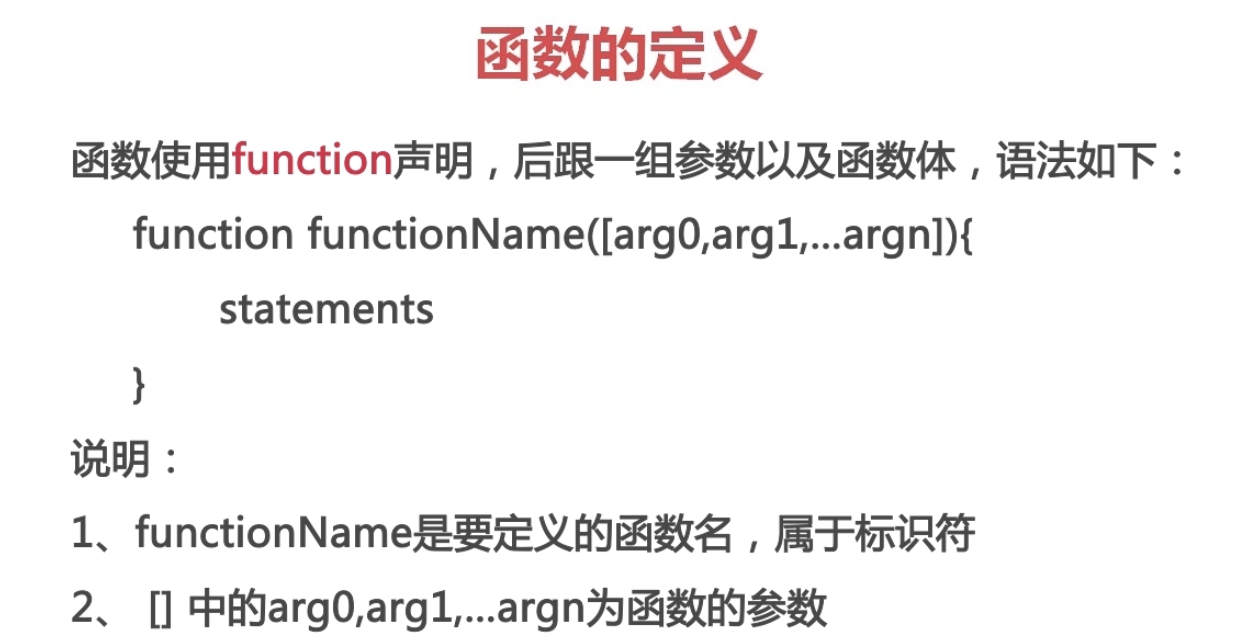 函数的定义
函数使用function声明，后跟一组参数以及函数体，语法如下：
function functionName([arg0,arg1,...argn]){
statements
}
说明：
1、functionName是要定义的函数名，属于标识符
2、 [] 中的arg0,arg1,...argn为函数的参数